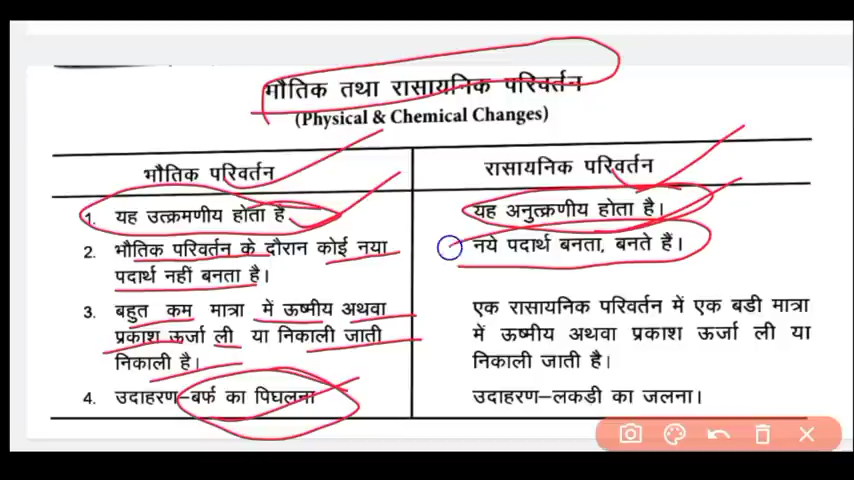 भौतिक तथा रासायनिक परिवर्तन
(Physical & Chemical Changes)
भौतिक परिवर्तन
रासायनिक परिवर्तन
1. यह उत्क्रमणीय होता है
यह अनुत्क्रणीय होता है।
2. भौतिक परिवर्तन के दौरान कोई नया
पदार्थ नहीं बनता है।
नये पदार्थ बनता, बनते हैं।
3. बहुत कम मात्रा में ऊष्मीय अथवा
प्रकाश ऊर्जा ली या निकाली जाती
निकाली है।
एक रासायनिक परिवर्तन में एक बडी मात्रा
में ऊष्मीय अथवा प्रकाश ऊर्जा ली या
निकाली जाती है।
4. उदाहरण–बर्फ का पिघलना
उदाहरण–लकडी का जलना।